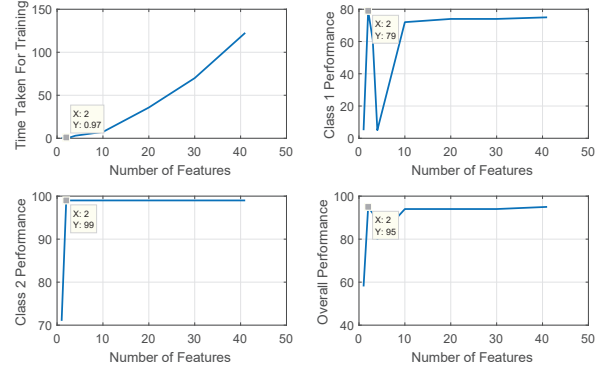 Time Taken For Training
150
100
50
0
X: 2
Y: 0.97
0 10 20 30 40 50
Number of Features
Class 1 Performance
80
60
40
20
0
X: 2
Y: 79
0 10 20 30 40 50
Number of Features
Class 2 Performance
100
90
80
70
X: 2
Y: 99
0 10 20 30 40 50
Number of Features
Overall Performance
100
80
60
40
X: 2
Y: 95
0 10 20 30 40 50
Number of Features